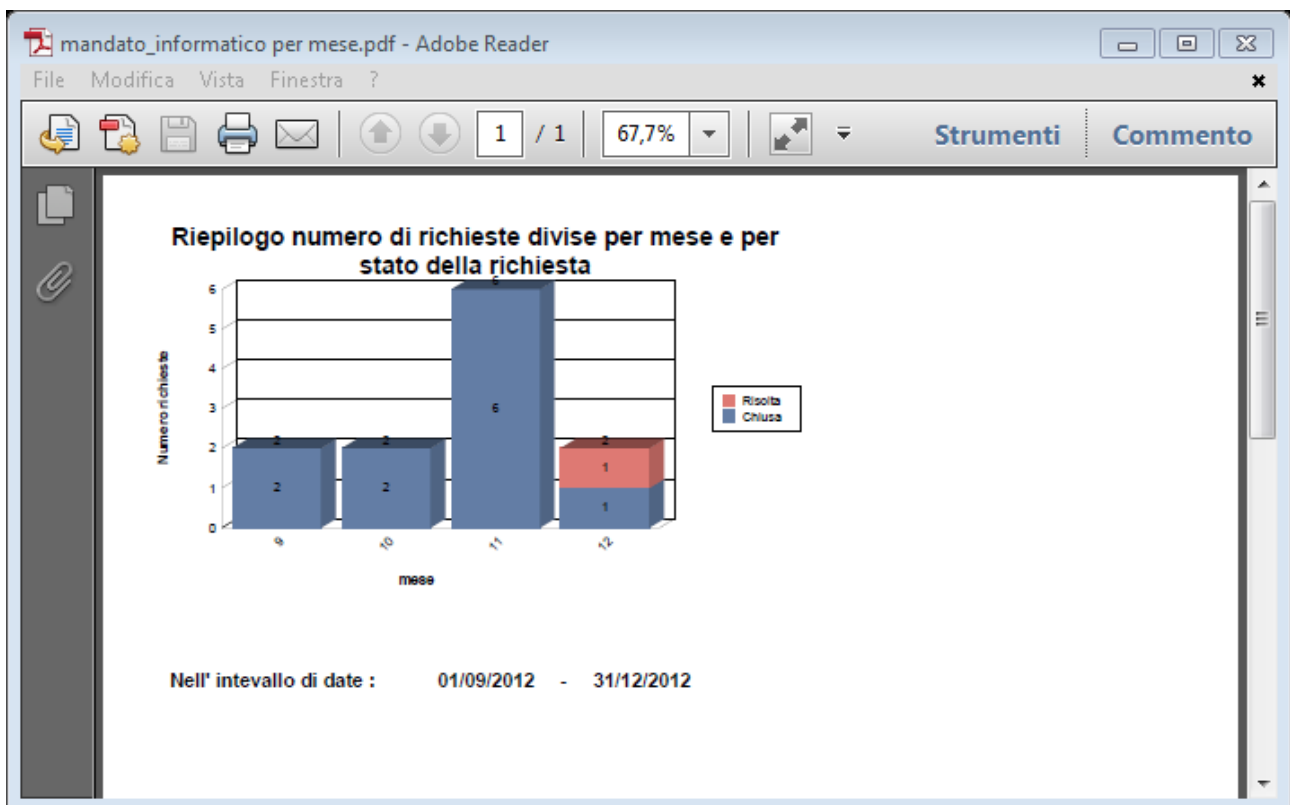 mandato_informatico per mese.pdf - Adobe Reader
File Modifica Vista Finestra ?
1 / 1 67,7% Strumenti Commento
Riepilogo numero di richieste divise per mese e per
stato della richiesta
Numero richieste
6
5
4
3
2
1
0
2
2
6
2
2
2
6
1
1
9 10 11 12
mese
Risolta
Chiusa
Nell' intevallo di date : 01/09/2012 - 31/12/2012